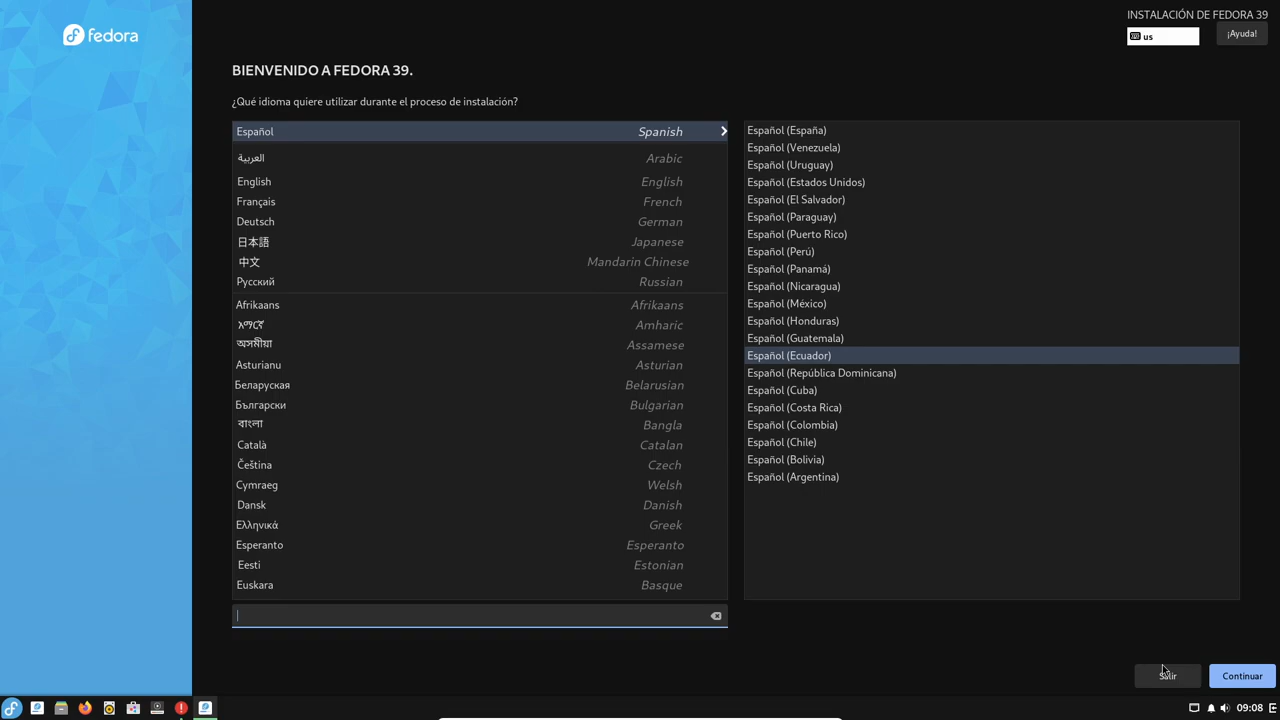 fedora
INSTALACIÓN DE FEDORA 39
us
¡Ayuda!
BIENVENIDO A FEDORA 39.
¿Qué idioma quiere utilizar durante el proceso de instalación?
Español Spanish
العربية Arabic
English English
Français French
Deutsch German
日本語 Japanese
中文 Mandarin Chinese
Русский Russian
Afrikaans Afrikaans
አማርኛ Amharic
অসমীয়া Assamese
Asturianu Asturian
Беларуская Belarusian
Български Bulgarian
বাংলা Bangla
Català Catalan
Čeština Czech
Cymraeg Welsh
Dansk Danish
Ελληνικά Greek
Esperanto Esperanto
Eesti Estonian
Euskara Basque
Español (España)
Español (Venezuela)
Español (Uruguay)
Español (Estados Unidos)
Español (El Salvador)
Español (Paraguay)
Español (Puerto Rico)
Español (Perú)
Español (Panamá)
Español (Nicaragua)
Español (México)
Español (Honduras)
Español (Guatemala)
Español (Ecuador)
Español (República Dominicana)
Español (Cuba)
Español (Costa Rica)
Español (Colombia)
Español (Chile)
Español (Bolivia)
Español (Argentina)
Salir
Continuar
09:08